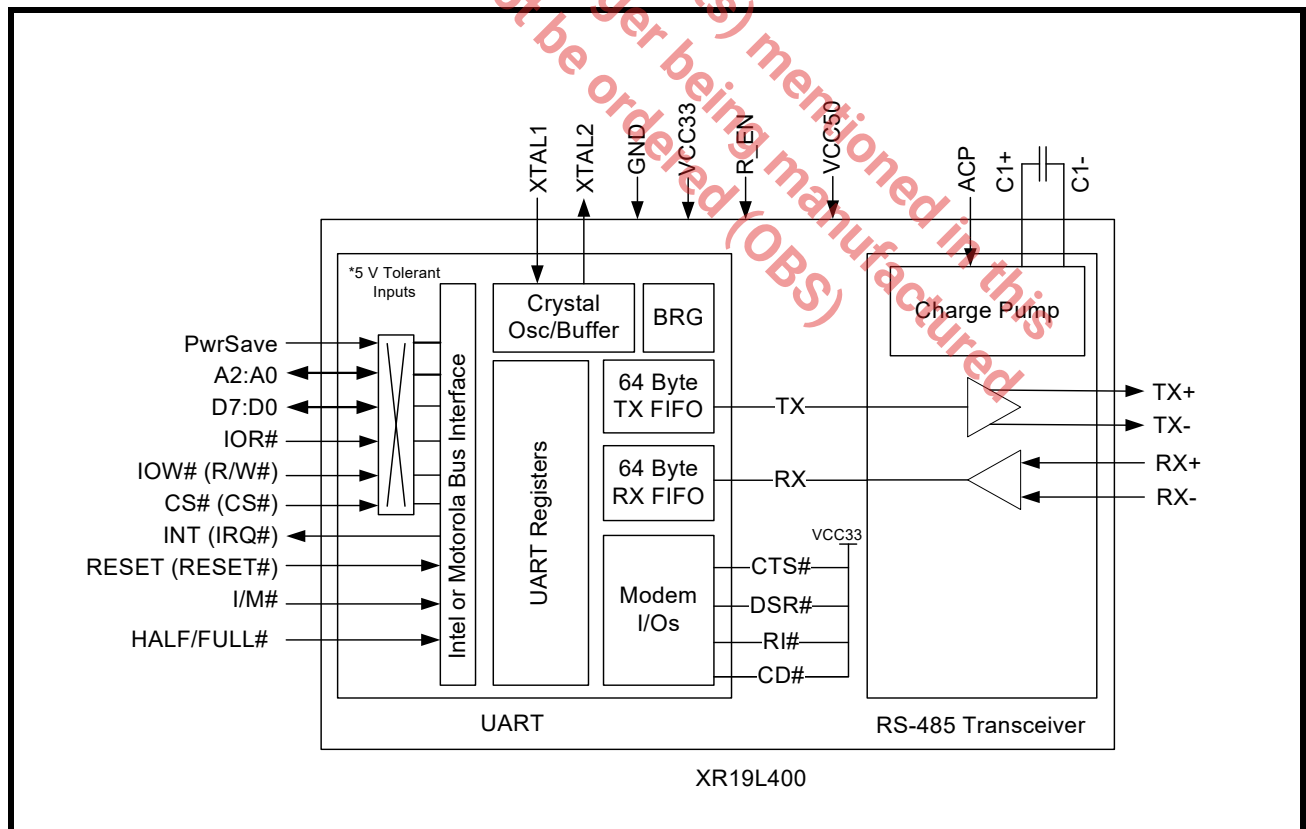 ts) mentioned in this
ger being manufactured
ot be ordered (OBS)
XTAL1
XTAL2
GND
VCC33
R_EN
VCC50
ACP
C1+
C1-
*5 V Tolerant
Inputs
PwrSave
A2:A0
D7:D0
IOR#
IOW# (R/W#)
CS# (CS#)
INT (IRQ#)
RESET (RESET#)
I/M#
HALF/FULL#
Intel or Motorola Bus Interface
Crystal
Osc/Buffer
BRG
UART Registers
64 Byte
TX FIFO
64 Byte
RX FIFO
Modem
I/Os
TX
RX
VCC33
CTS#
DSR#
RI#
CD#
Charge Pump
TX+
TX-
RX+
RX-
UART
RS-485 Transceiver
XR19L400